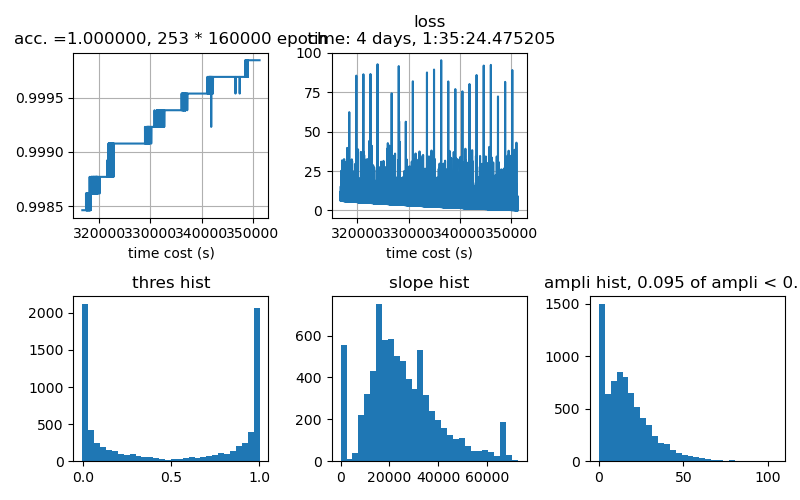 loss
acc. =1.000000, 253 * 160000 epoch
time: 4 days, 1:35:24.475205
0.9995
0.9990
0.9985
320000 330000 340000 350000
time cost (s)
100
75
50
25
0
320000 330000 340000 350000
time cost (s)
thres hist
2000
1500
1000
500
0
0.0 0.5 1.0
slope hist
600
400
200
0
0 20000 40000 60000
ampli hist, 0.095 of ampli < 0.
1500
1000
500
0
0 50 100